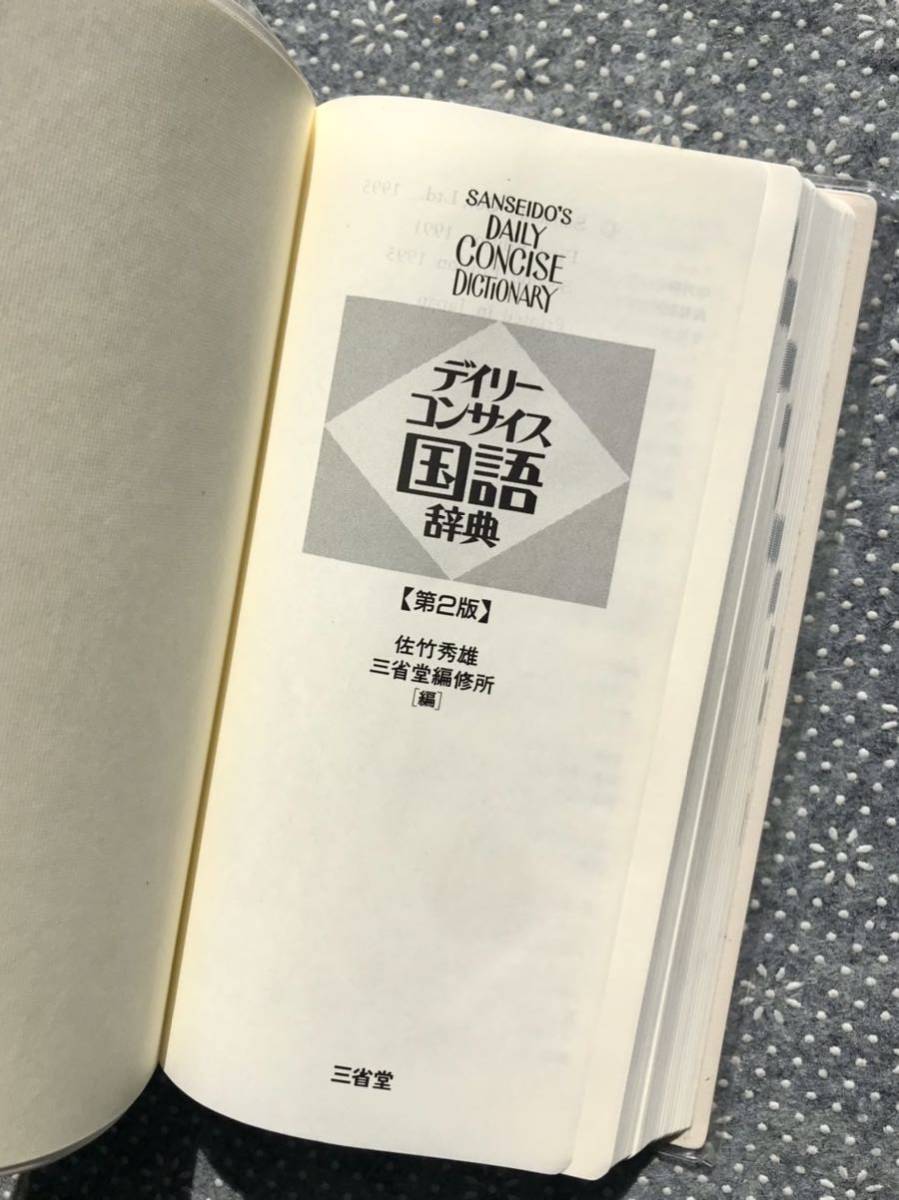 SANSEIDO'S
DAILY
CONCISE
DICTIONARY
デイリー
コンサイス
国語
辞典
【第2版】
佐竹秀雄
三省堂編修所
[編]
三省堂